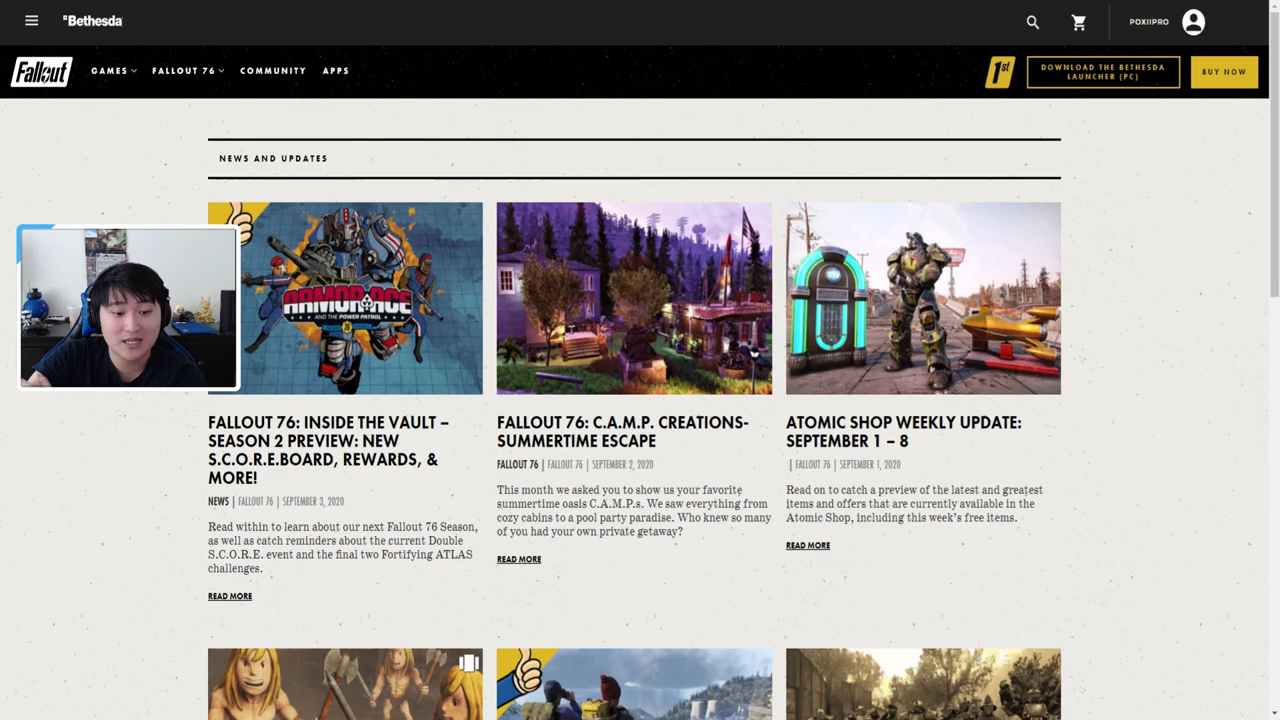 Bethesda
POXIIPRO
Fallout
GAMES
FALLOUT 76
COMMUNITY
APPS
1st
DOWNLOAD THE BETHESDA
LAUNCHER (PC)
BUY NOW
NEWS AND UPDATES
ARMOR ACE
AND THE POWER PATROL
FALLOUT 76: INSIDE THE VAULT –
SEASON 2 PREVIEW: NEW
S.C.O.R.E.BOARD, REWARDS, &
MORE!
NEWS | FALLOUT 76 | SEPTEMBER 3, 2020
Read within to learn about our next Fallout 76 Season,
as well as catch reminders about the current Double
S.C.O.R.E. event and the final two Fortifying ATLAS
challenges.
READ MORE
FALLOUT 76: C.A.M.P. CREATIONS-
SUMMERTIME ESCAPE
FALLOUT 76 | FALLOUT 76 | SEPTEMBER 2, 2020
This month we asked you to show us your favorite
summertime oasis C.A.M.P.s. We saw everything from
cozy cabins to a pool party paradise. Who knew so many
of you had your own private getaway?
READ MORE
ATOMIC SHOP WEEKLY UPDATE:
SEPTEMBER 1 – 8
| FALLOUT 76 | SEPTEMBER 1, 2020
Read on to catch a preview of the latest and greatest
items and offers that are currently available in the
Atomic Shop, including this week's free items.
READ MORE